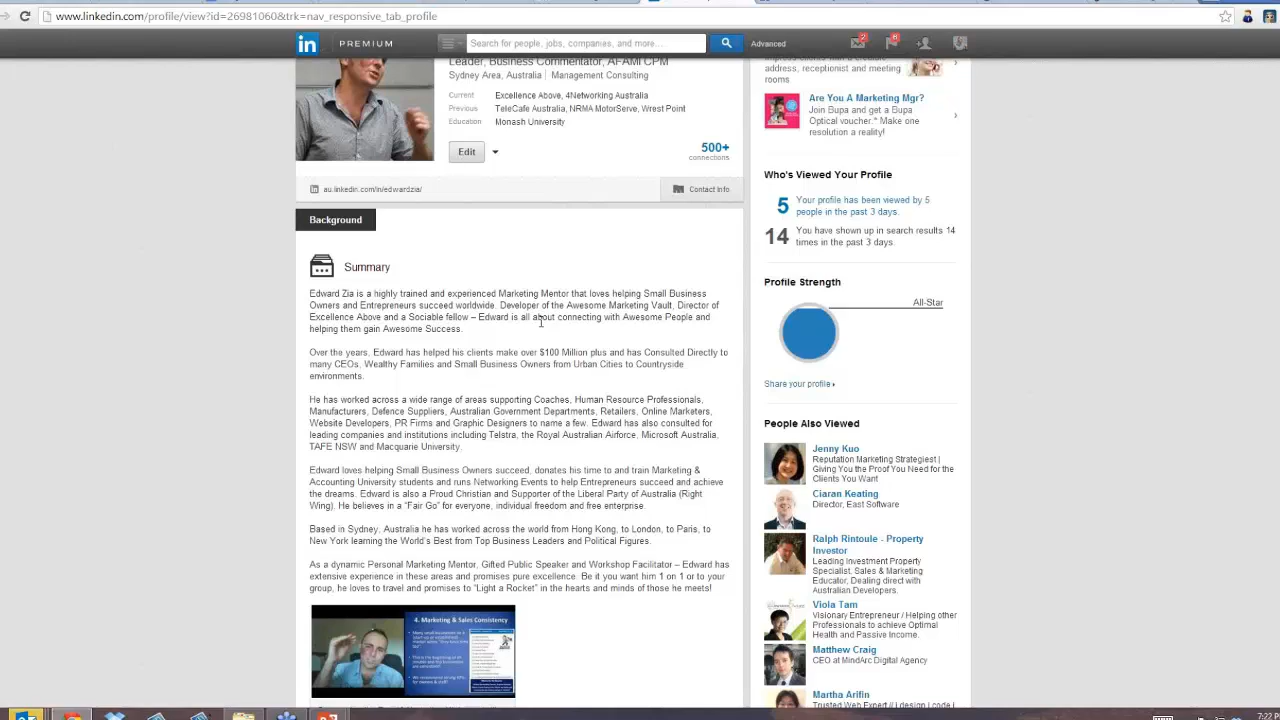 www.linkedin.com/profile/view?id=26981060&trk=nav_responsive_tab_profile
in PREMIUM Search for people, jobs, companies, and more... Advanced 2 8
Leader, Business Commentator, AFAMI CPM
Sydney Area, Australia | Management Consulting
Current Excellence Above, 4Networking Australia
Previous TeleCafe Australia, NRMA MotorServe, Wrest Point
Education Monash University
Edit
500+
connections
au.linkedin.com/in/edwardzia/ Contact Info
Background
Summary
Edward Zia is a highly trained and experienced Marketing Mentor that loves helping Small Business
Owners and Entrepreneurs succeed worldwide. Developer of the Awesome Marketing Vault, Director of
Excellence Above and a Sociable fellow – Edward is all about connecting with Awesome People and
helping them gain Awesome Success.
Over the years, Edward has helped his clients make over $100 Million plus and has Consulted Directly to
many CEOs, Wealthy Families and Small Business Owners from Urban Cities to Countryside
environments.
He has worked across a wide range of areas supporting Coaches, Human Resource Professionals,
Manufacturers, Defence Suppliers, Australian Government Departments, Retailers, Online Marketers,
Website Developers, PR Firms and Graphic Designers to name a few. Edward has also consulted for
leading companies and institutions including Telstra, the Royal Australian Airforce, Microsoft Australia,
TAFE NSW and Macquarie University.
Edward loves helping Small Business Owners succeed, donates his time to and train Marketing &
Accounting University students and runs Networking Events to help Entrepreneurs succeed and achieve
the dreams. Edward is also a Proud Christian and Supporter of the Liberal Party of Australia (Right
Wing). He believes in a "Fair Go" for everyone, individual freedom and free enterprise.
Based in Sydney, Australia he has worked across the world from Hong Kong, to London, to Paris, to
New York learning the World's Best from Top Business Leaders and Political Figures.
As a dynamic Personal Marketing Mentor, Gifted Public Speaker and Workshop Facilitator – Edward has
extensive experience in these areas and promises pure excellence. Be it you want him 1 on 1 or to your
group, he loves to travel and promises to "Light a Rocket" in the hearts and minds of those he meets!
4. Marketing & Sales Consistency
address, receptionist and meeting
rooms
Are You A Marketing Mgr?
Join Bupa and get a Bupa
Optical voucher.* Make one
resolution a reality!
Who's Viewed Your Profile
5 Your profile has been viewed by 5
people in the past 3 days.
14 You have shown up in search results 14
times in the past 3 days.
Profile Strength
All-Star
Share your profile
People Also Viewed
Jenny Kuo
Reputation Marketing Strategiest |
Giving You the Proof You Need for the
Clients You Want
Ciaran Keating
Director, East Software
Ralph Rintoule - Property
Investor
Leading Investment Property
Specialist, Sales & Marketing
Educator, Dealing direct with
Australian Developers.
Viola Tam
Visionary Entrepreneur / Helping other
Professionals to achieve Optimal
Health and Passive Income.
Matthew Craig
CEO at MindArc Digital Agency
Martha Arifin
Trusted Web Expert // i design | code |